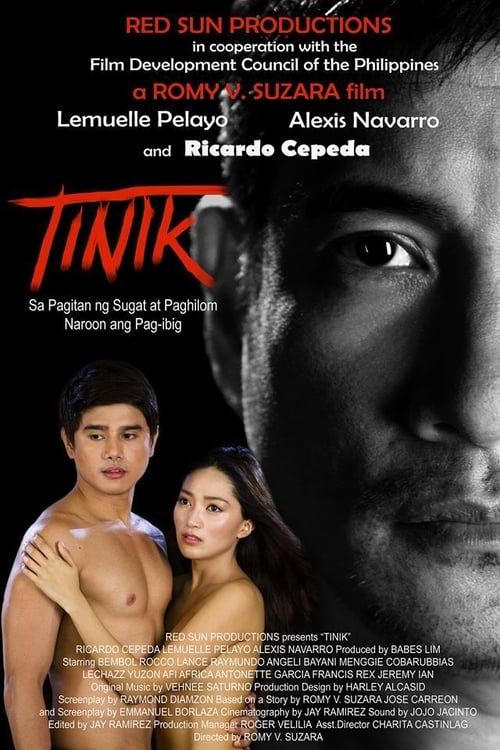 RED SUN PRODUCTIONS
in cooperation with the
Film Development Council of the Philippines
a ROMY V. SUZARA film
Lemuelle Pelayo Alexis Navarro
and Ricardo Cepeda
TINIK
Sa Pagitan ng Sugat at Paghilom
Naroon ang Pag-ibig
RED SUN PRODUCTIONS presents "TINIK"
RICARDO CEPEDA LEMUELLE PELAYO ALEXIS NAVARRO Produced by BABES LIM
Starring BEMBOL ROCCO LANCE RAYMUNDO ANGELI BAYANI MENGGIE COBARUBBIAS
LECHAZZ YUZON AFI AFRICA ANTONETTE GARCIA FRANCIS REX JEREMY IAN
Original Music by VEHNEE SATURNO Production Design by HARLEY ALCASID
Screenplay by RAYMOND DIAMZON Based on a Story by ROMY V. SUZARA JOSE CARREON
and Screenplay by EMMANUEL BORLAZA Cinematography by JAY RAMIREZ Sound by JOJO JACINTO
Edited by JAY RAMIREZ Production Manager ROGER VELILIA Asst.Director CHARITA CASTINLAG
Directed by ROMY V. SUZARA